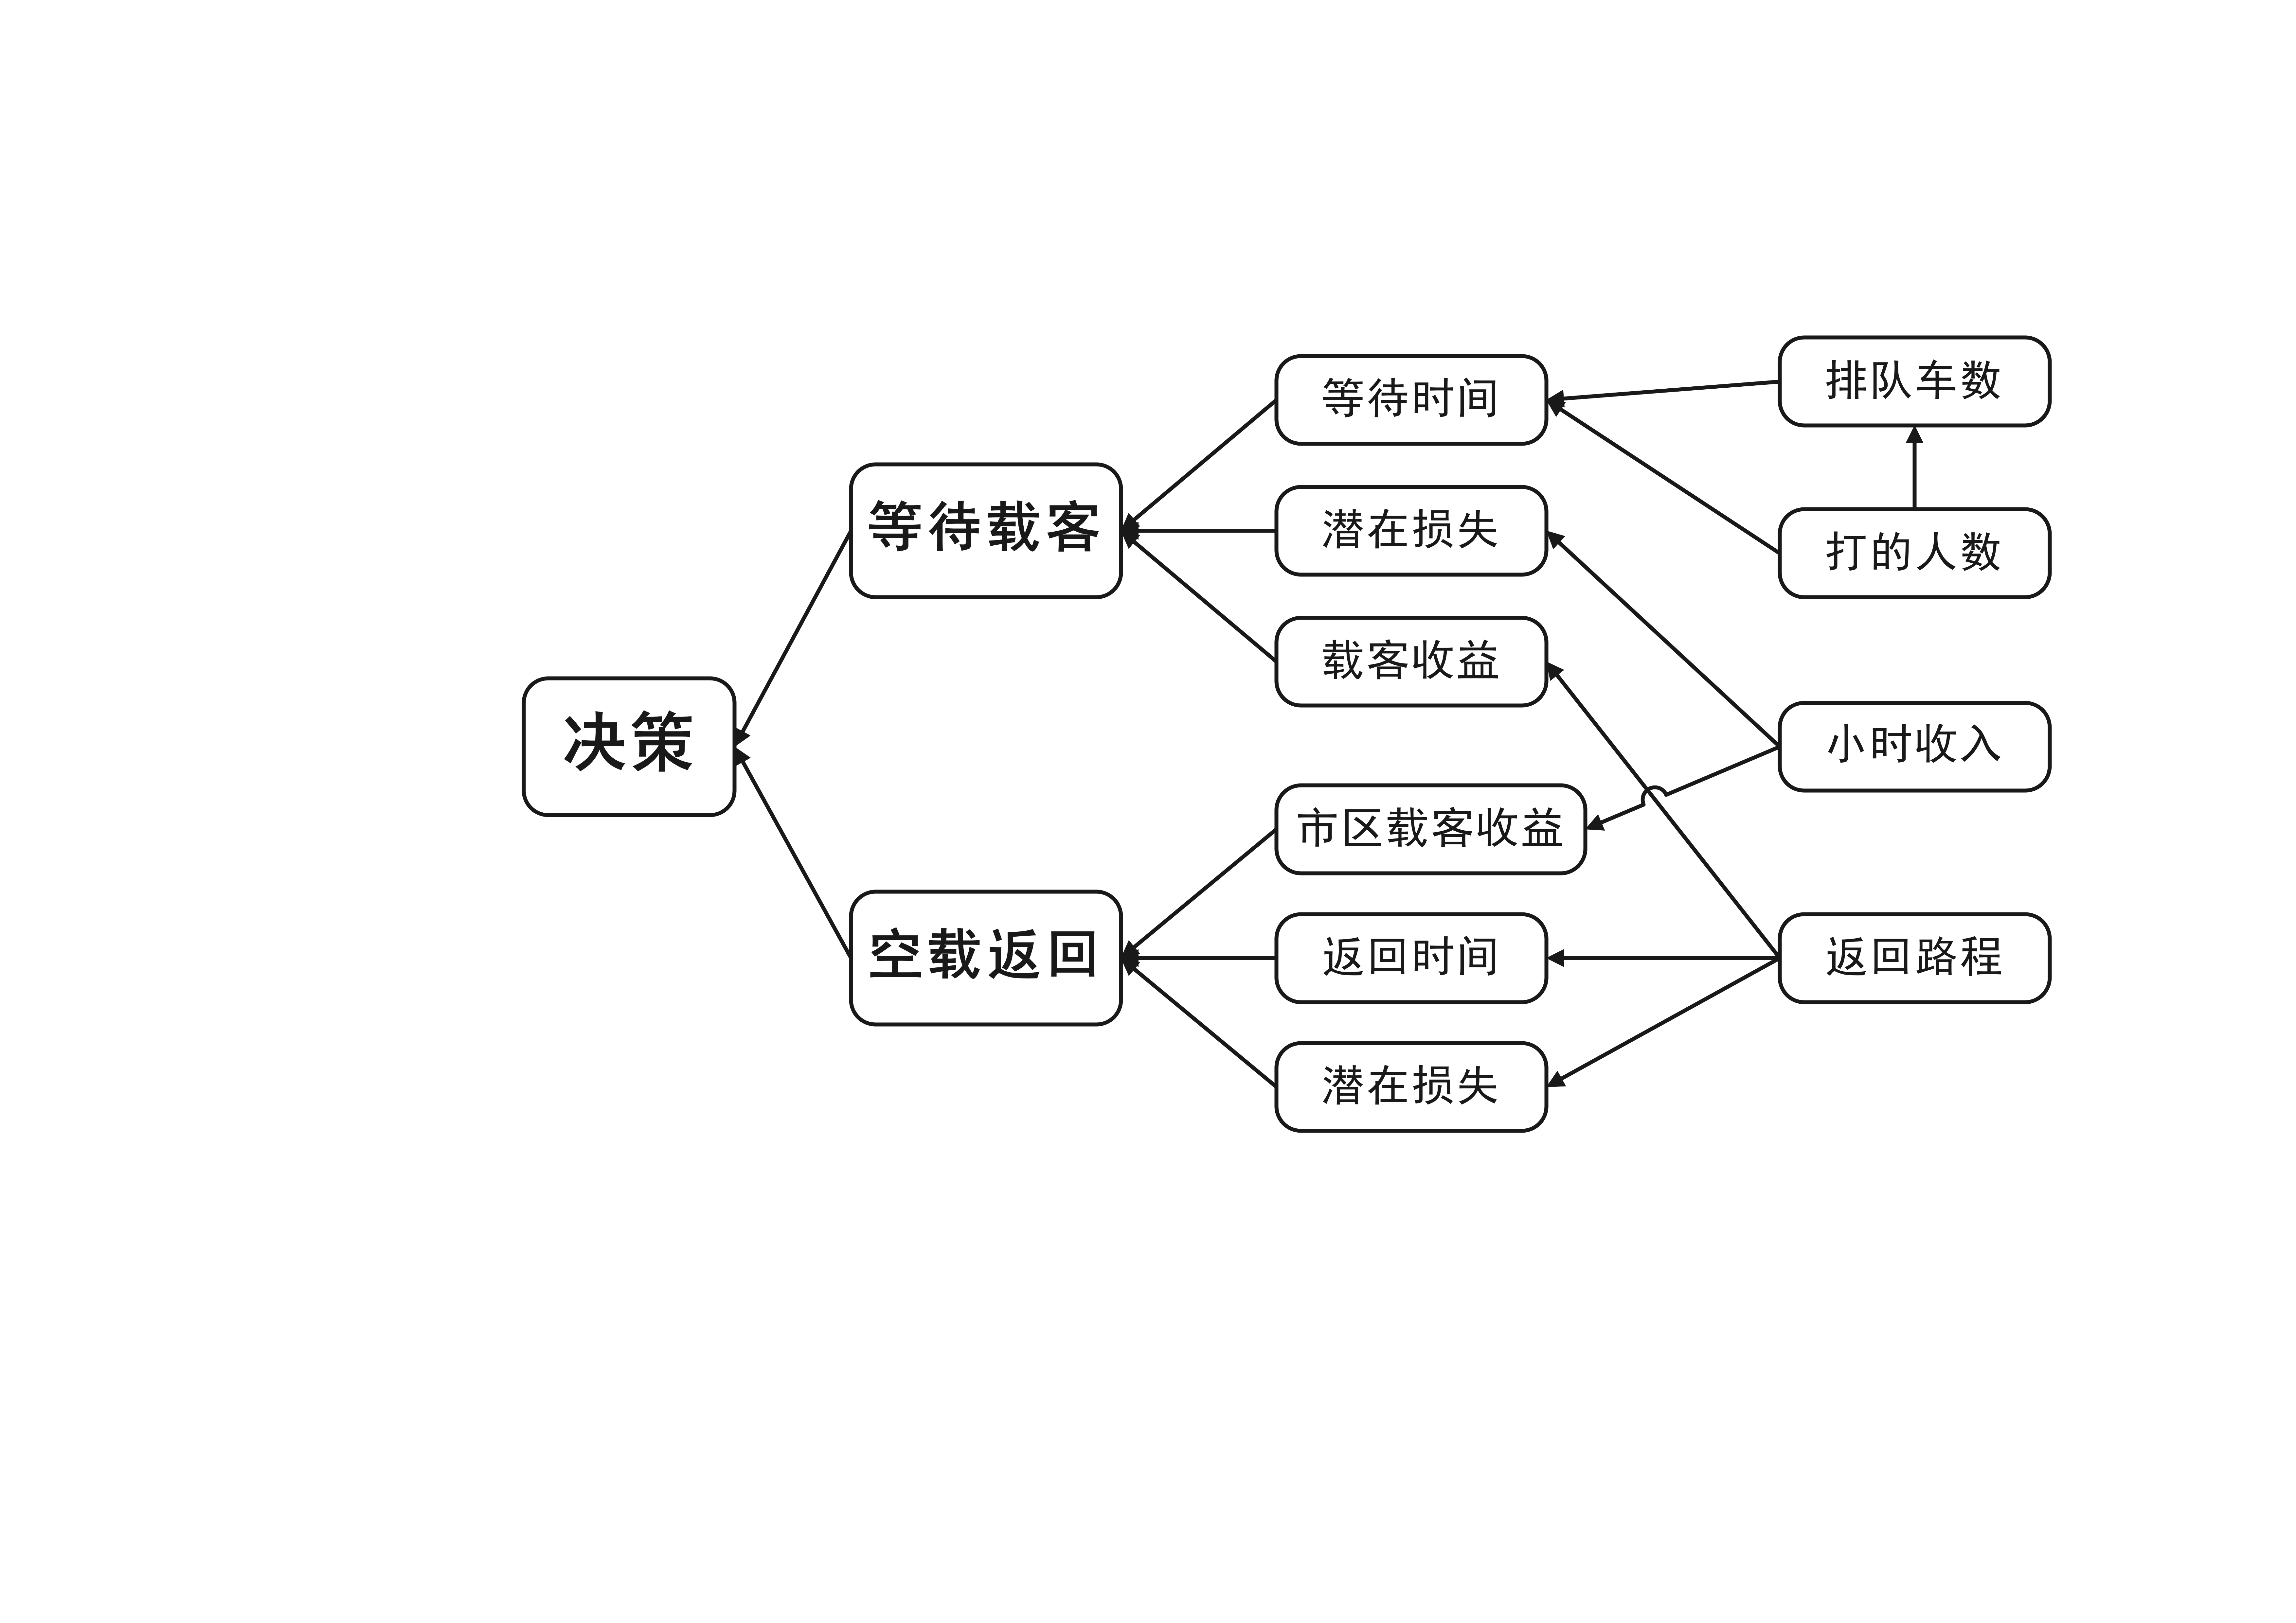 决策
等待载客
空载返回
等待时间
潜在损失
载客收益
市区载客收益
返回时间
潜在损失
排队车数
打的人数
小时收入
返回路程